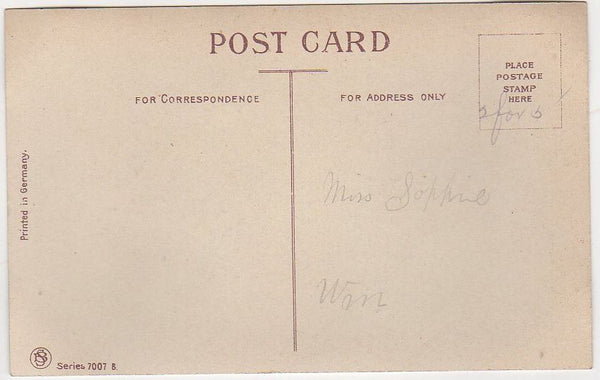 POST CARD
FOR CORRESPONDENCE
FOR ADDRESS ONLY
PLACE
POSTAGE
STAMP
HERE
2 for 5
Miss Sophie
Wm
Printed in Germany.
Series 7007 B.